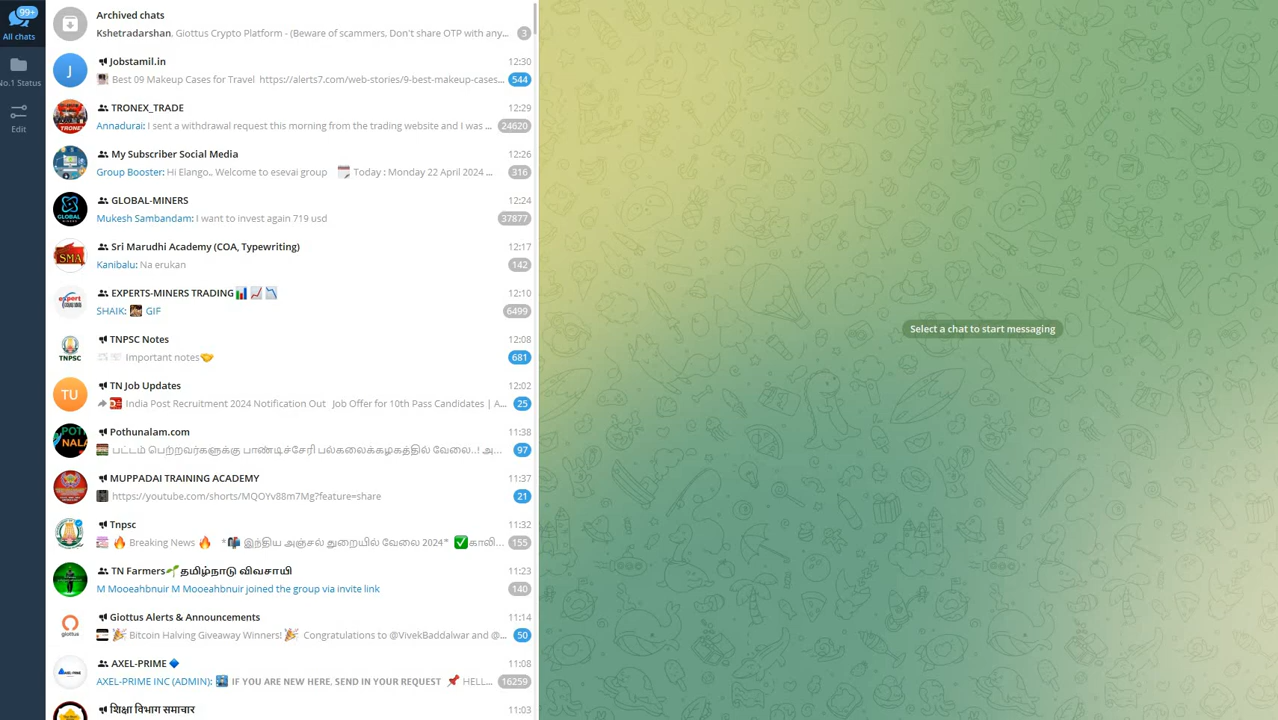 99+
All chats
No.1 Status
Edit
Archived chats
Kshetradarshan, Giottus Crypto Platform - (Beware of scammers, Don't share OTP with any...
3
J
Jobstamil.in
12:30
Best 09 Makeup Cases for Travel https://alerts7.com/web-stories/9-best-makeup-cases...
544
TRONEX_TRADE
12:29
Annadurai: I sent a withdrawal request this morning from the trading website and I was ...
24620
My Subscriber Social Media
12:26
Group Booster: Hi Elango.. Welcome to esevai group Today : Monday 22 April 2024 ...
316
GLOBAL-MINERS
12:24
GLOBAL
Mukesh Sambandam: I want to invest again 719 usd
37877
Sri Marudhi Academy (COA, Typewriting)
12:17
SMA
Kanibalu: Na erukan
142
EXPERTS-MINERS TRADING📊 📈 📉
12:10
expert
SHAIK: GIF
6499
TNPSC Notes
12:08
TNPSC
Important notes🤝
681
TU
TN Job Updates
12:02
India Post Recruitment 2024 Notification Out Job Offer for 10th Pass Candidates | A...
25
Pothunalam.com
11:38
பட்டம் பெற்றவர்களுக்கு பாண்டிச்சேரி பல்கலைக்கழகத்தில் வேலை..! அ...
97
MUPPADAI TRAINING ACADEMY
11:37
https://youtube.com/shorts/MQOYv88m7Mg?feature=share
21
Tnpsc
11:32
🔥 Breaking News 🔥 *📬 இந்திய அஞ்சல் துறையில் வேலை 2024* ✅காலி...
155
TN Farmers🌱தமிழ்நாடு விவசாயி
11:23
M Mooeahbnuir M Mooeahbnuir joined the group via invite link
140
Giottus Alerts & Announcements
11:14
giottus
🎉 Bitcoin Halving Giveaway Winners! 🎉 Congratulations to @VivekBaddalwar and @...
50
AXEL-PRIME 🔷
11:08
AXEL-PRIME INC (ADMIN): IF YOU ARE NEW HERE, SEND IN YOUR REQUEST 📌 HELL...
16259
शिक्षा विभाग समाचार
11:03
Select a chat to start messaging